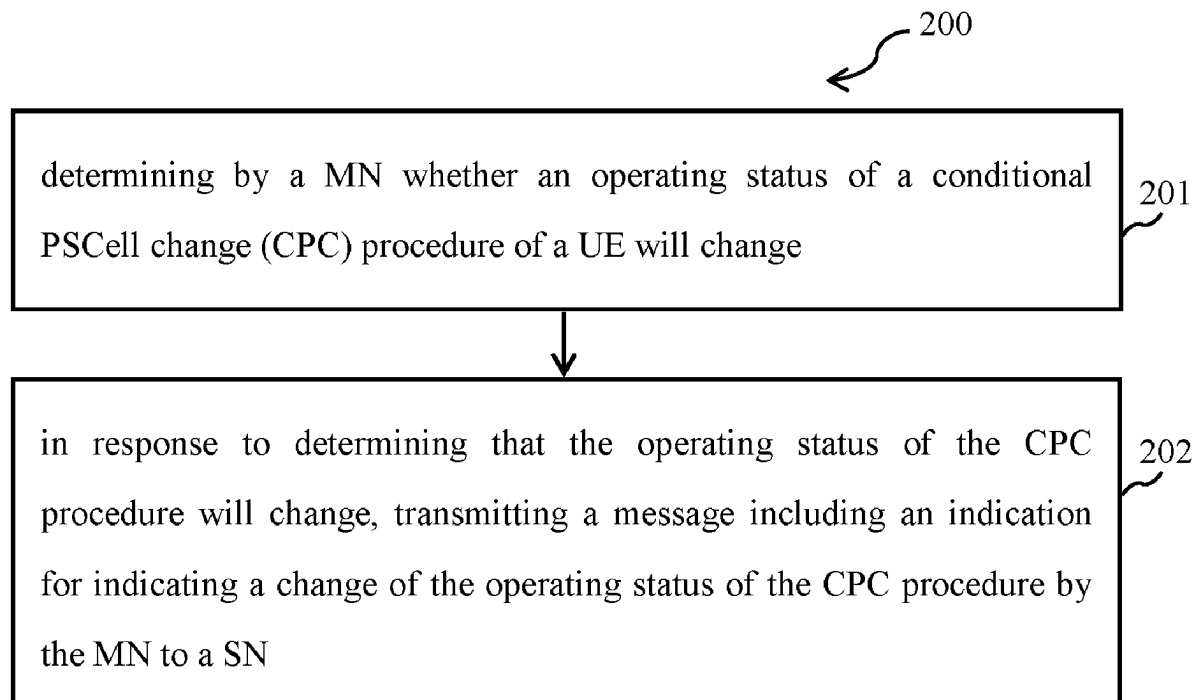 200
determining by a MN whether an operating status of a conditional
PSCell change (CPC) procedure of a UE will change
201
in response to determining that the operating status of the CPC
procedure will change, transmitting a message including an indication
for indicating a change of the operating status of the CPC procedure by
the MN to a SN
202